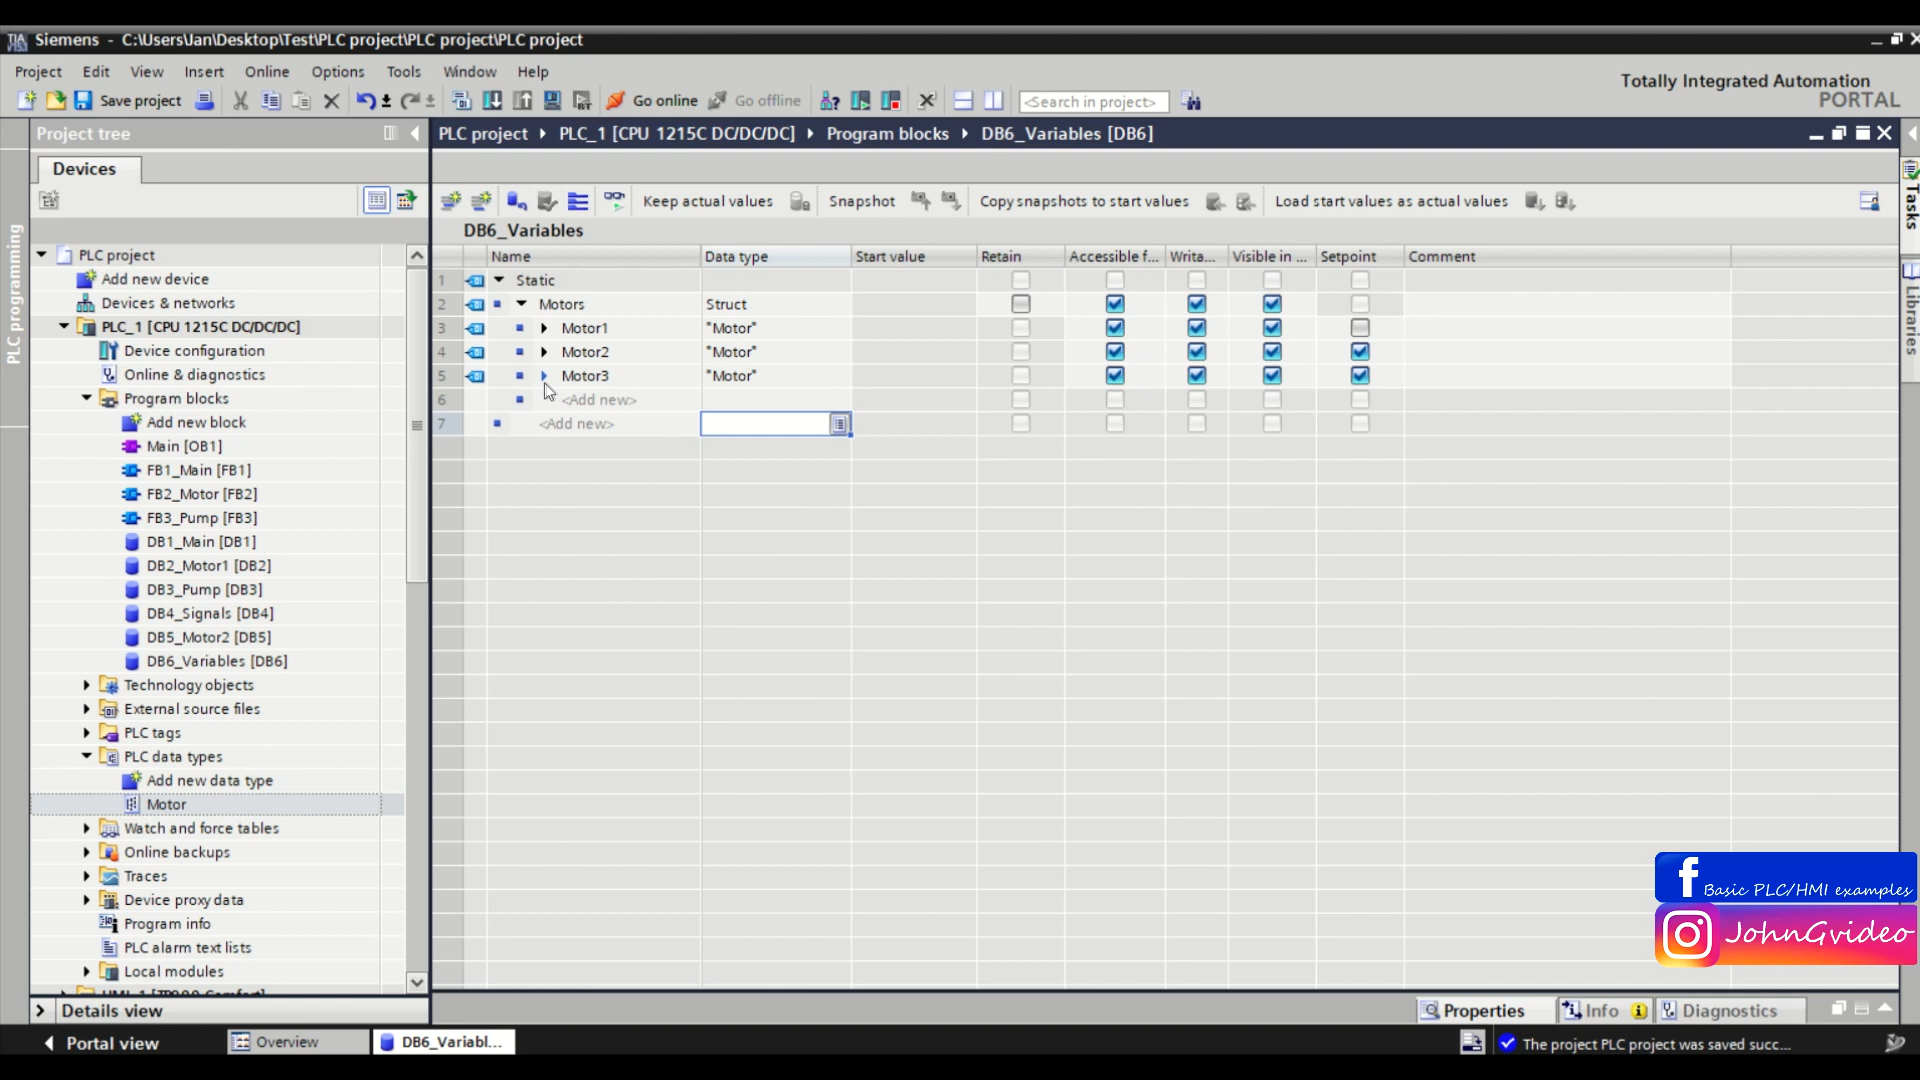 Siemens - C:\Users\Jan\Desktop\Test\PLC project\PLC project\PLC project
Project Edit View Insert Online Options Tools Window Help
Totally Integrated Automation
PORTAL
Save project Go online Go offline <Search in project>
Project tree
PLC project PLC_1 [CPU 1215C DC/DC/DC] Program blocks DB6_Variables [DB6]
Devices
Keep actual values Snapshot Copy snapshots to start values Load start values as actual values
DB6_Variables
Name Data type Start value Retain Accessible f... Writa... Visible in ... Setpoint Comment
1 Static
2 Motors Struct
3 Motor1 "Motor"
4 Motor2 "Motor"
5 Motor3 "Motor"
6 <Add new>
7 <Add new>
PLC programming
PLC project
Add new device
Devices & networks
PLC_1 [CPU 1215C DC/DC/DC]
Device configuration
Online & diagnostics
Program blocks
Add new block
Main [OB1]
FB1_Main [FB1]
FB2_Motor [FB2]
FB3_Pump [FB3]
DB1_Main [DB1]
DB2_Motor1 [DB2]
DB3_Pump [DB3]
DB4_Signals [DB4]
DB5_Motor2 [DB5]
DB6_Variables [DB6]
Technology objects
External source files
PLC tags
PLC data types
Add new data type
Motor
Watch and force tables
Online backups
Traces
Device proxy data
Program info
PLC alarm text lists
Local modules
Details view
Tasks
Libraries
Basic PLC/HMI examples
JohnGvideo
Properties Info Diagnostics
Portal view Overview DB6_Variabl... The project PLC project was saved succ...